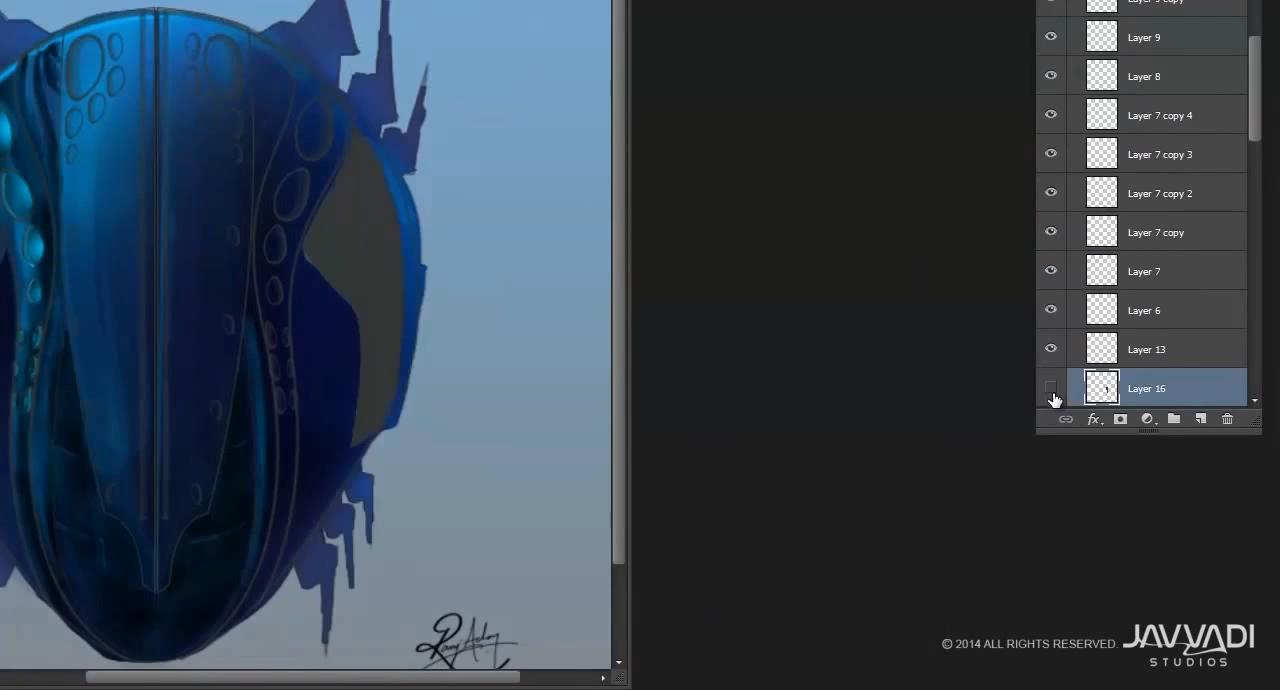 Layer 9
Layer 8
Layer 7 copy 4
Layer 7 copy 3
Layer 7 copy 2
Layer 7 copy
Layer 7
Layer 6
Layer 13
Layer 16
fx
© 2014 ALL RIGHTS RESERVED. JAVVADI
STUDIOS